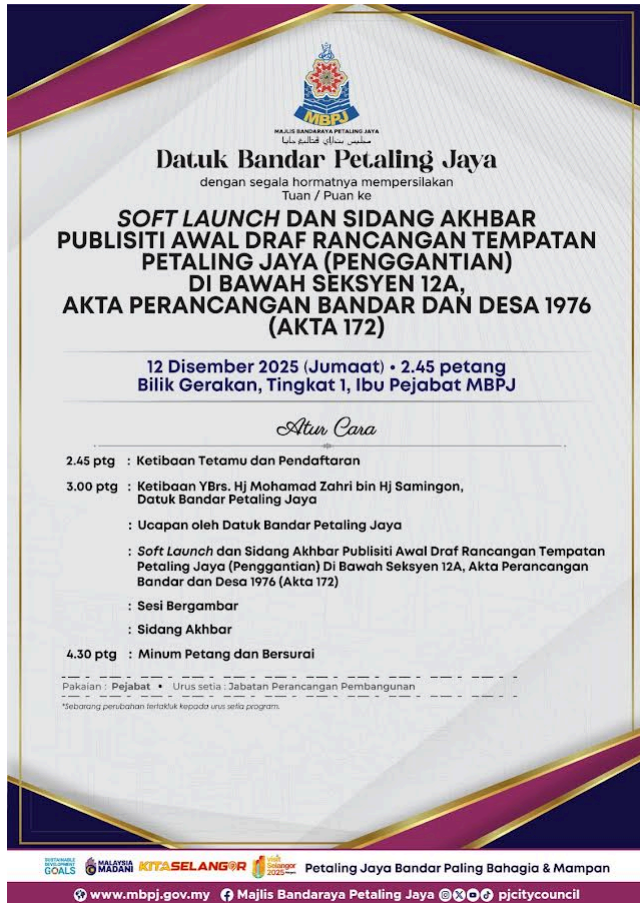 MBPJ
MAJLIS BANDARAYA PETALING JAYA
مجليس بندراي ڤتاليڠ جايا
Datuk Bandar Petaling Jaya
dengan segala hormatnya mempersilakan
Tuan / Puan ke
SOFT LAUNCH DAN SIDANG AKHBAR
PUBLISITI AWAL DRAF RANCANGAN TEMPATAN
PETALING JAYA (PENGGANTIAN)
DI BAWAH SEKSYEN 12A,
AKTA PERANCANGAN BANDAR DAN DESA 1976
(AKTA 172)
12 Disember 2025 (Jumaat) • 2.45 petang
Bilik Gerakan, Tingkat 1, Ibu Pejabat MBPJ
Atur Cara
2.45 ptg : Ketibaan Tetamu dan Pendaftaran
3.00 ptg : Ketibaan YBrs. Hj Mohamad Zahri bin Hj Samingon,
Datuk Bandar Petaling Jaya
: Ucapan oleh Datuk Bandar Petaling Jaya
: Soft Launch dan Sidang Akhbar Publisiti Awal Draf Rancangan Tempatan
Petaling Jaya (Penggantian) Di Bawah Seksyen 12A, Akta Perancangan
Bandar dan Desa 1976 (Akta 172)
: Sesi Bergambar
: Sidang Akhbar
4.30 ptg : Minum Petang dan Bersurai
Pakaian : Pejabat • Urus setia : Jabatan Perancangan Pembangunan
*Sebarang perubahan tertakluk kepada urus setia program.
SUSTAINABLE DEVELOPMENT GOALS MALAYSIA MADANI KITASELANGOR visit Selangor 2025 Petaling Jaya Bandar Paling Bahagia & Mampan
www.mbpj.gov.my Majlis Bandaraya Petaling Jaya pjcitycouncil